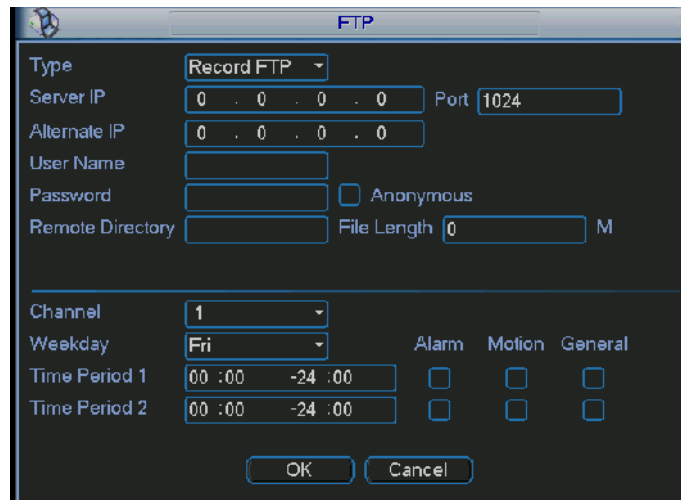 FTP
Type Record FTP
Server IP 0 . 0 . 0 . 0 Port 1024
Alternate IP 0 . 0 . 0 . 0
User Name
Password Anonymous
Remote Directory File Length 0 M
Channel 1
Weekday Fri Alarm Motion General
Time Period 1 00 :00 -24 :00
Time Period 2 00 :00 -24 :00
OK Cancel